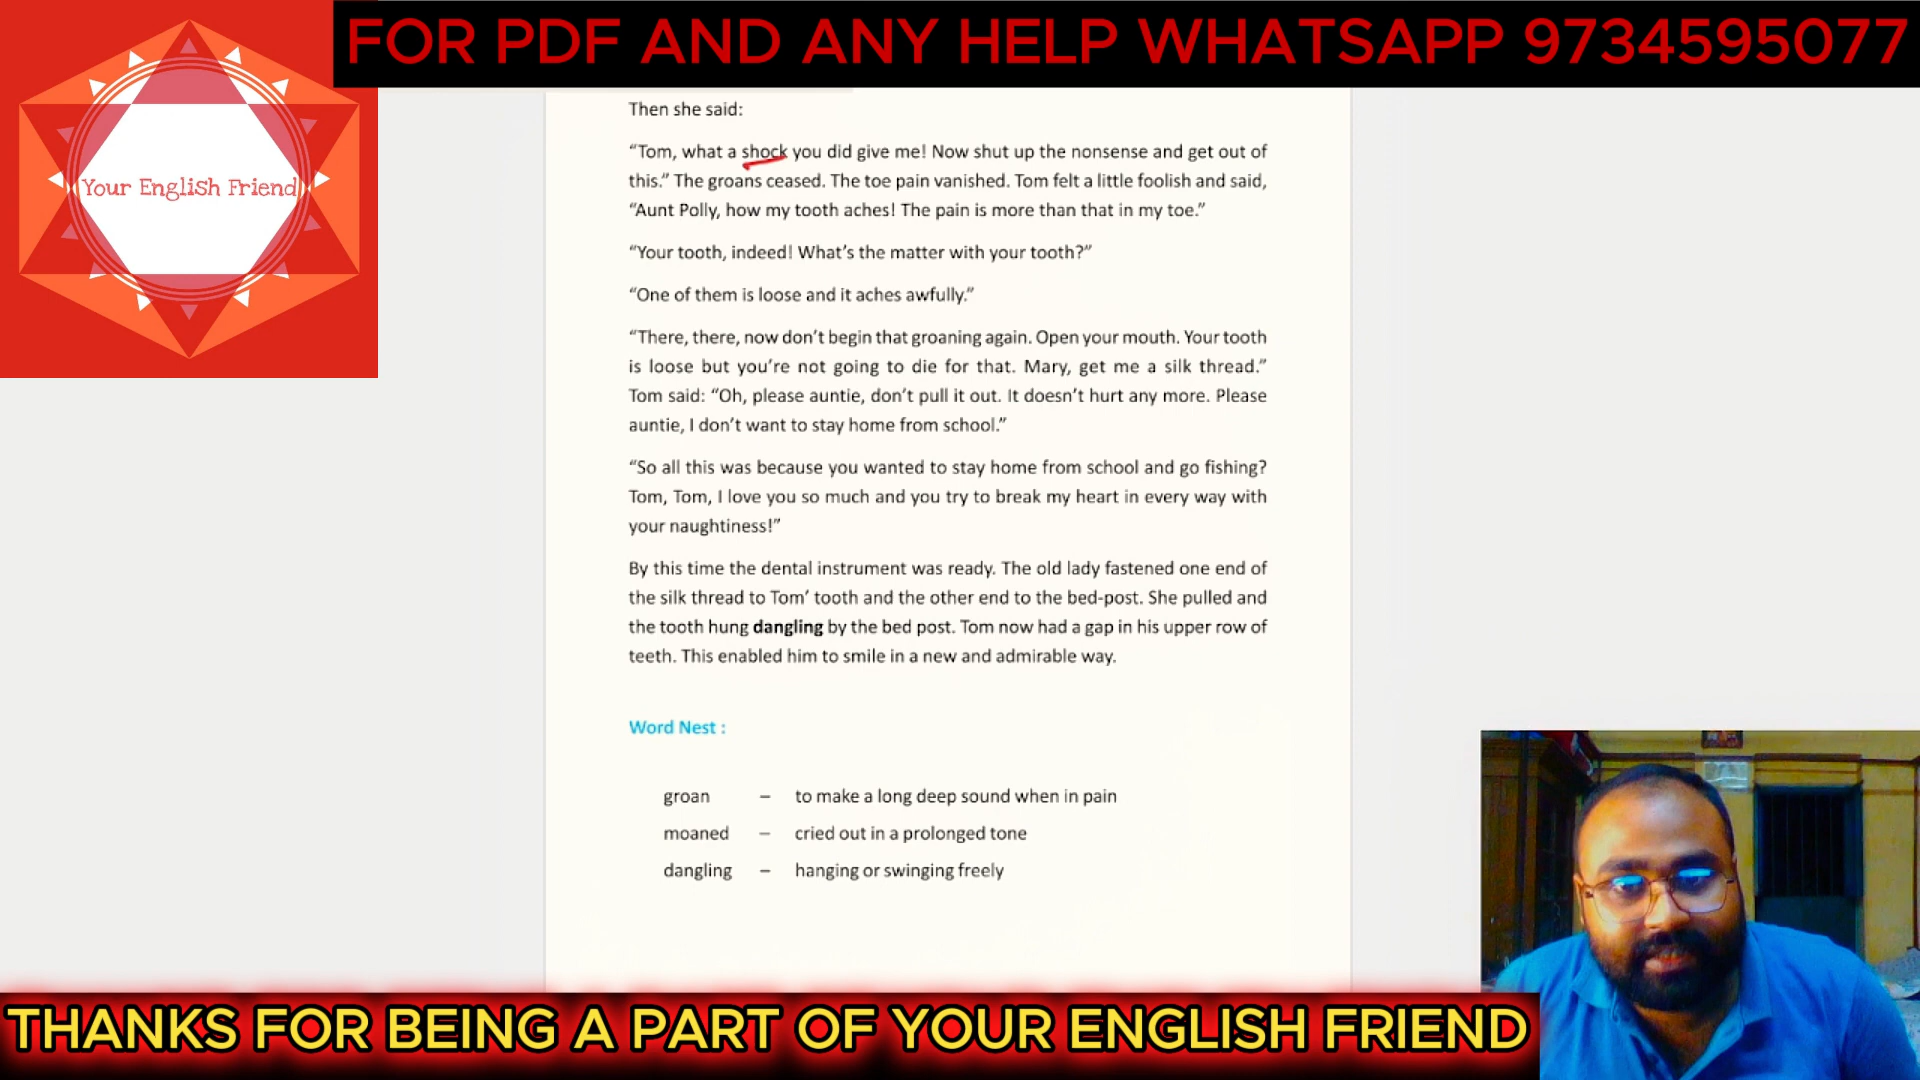 FOR PDF AND ANY HELP WHATSAPP 9734595077
Your English Friend
Then she said:
“Tom, what a shock you did give me! Now shut up the nonsense and get out of
this.” The groans ceased. The toe pain vanished. Tom felt a little foolish and said,
“Aunt Polly, how my tooth aches! The pain is more than that in my toe.”
“Your tooth, indeed! What’s the matter with your tooth?”
“One of them is loose and it aches awfully.”
“There, there, now don’t begin that groaning again. Open your mouth. Your tooth
is loose but you’re not going to die for that. Mary, get me a silk thread.”
Tom said: “Oh, please auntie, don’t pull it out. It doesn’t hurt any more. Please
auntie, I don’t want to stay home from school.”
“So all this was because you wanted to stay home from school and go fishing?
Tom, Tom, I love you so much and you try to break my heart in every way with
your naughtiness!”
By this time the dental instrument was ready. The old lady fastened one end of
the silk thread to Tom’ tooth and the other end to the bed-post. She pulled and
the tooth hung dangling by the bed post. Tom now had a gap in his upper row of
teeth. This enabled him to smile in a new and admirable way.
Word Nest :
groan – to make a long deep sound when in pain
moaned – cried out in a prolonged tone
dangling – hanging or swinging freely
THANKS FOR BEING A PART OF YOUR ENGLISH FRIEND